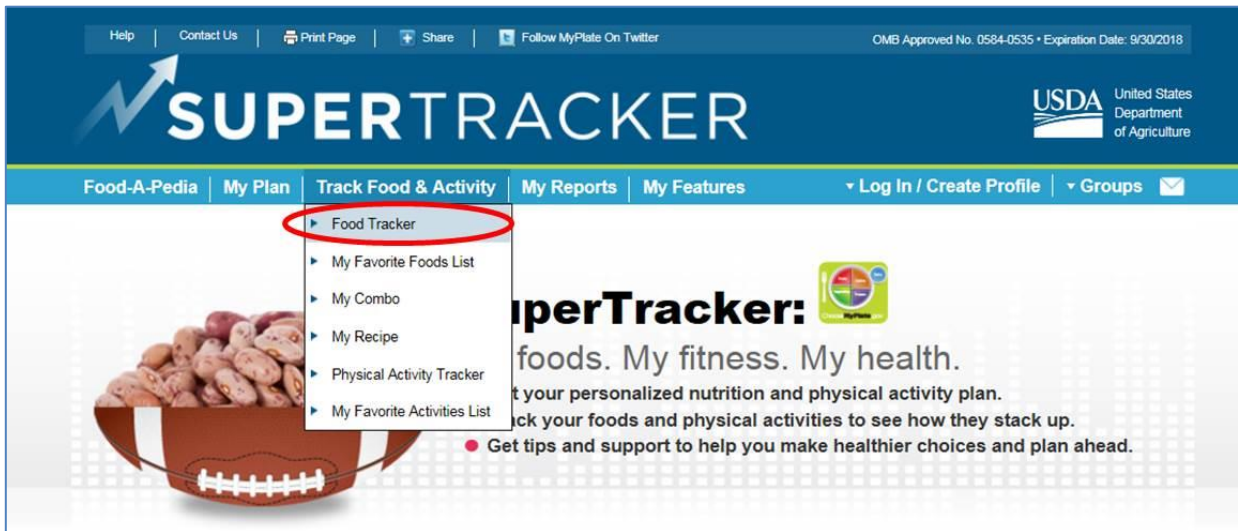 Help | Contact Us | Print Page | Share | Follow MyPlate On Twitter OMB Approved No. 0584-0535 • Expiration Date: 9/30/2018
SUPERTRACKER
USDA
United States
Department
of Agriculture
Food-A-Pedia | My Plan | Track Food & Activity | My Reports | My Features Log In / Create Profile | Groups
Food Tracker
My Favorite Foods List
My Combo
My Recipe
Physical Activity Tracker
My Favorite Activities List
uperTracker:
foods. My fitness. My health.
t your personalized nutrition and physical activity plan.
ack your foods and physical activities to see how they stack up.
Get tips and support to help you make healthier choices and plan ahead.